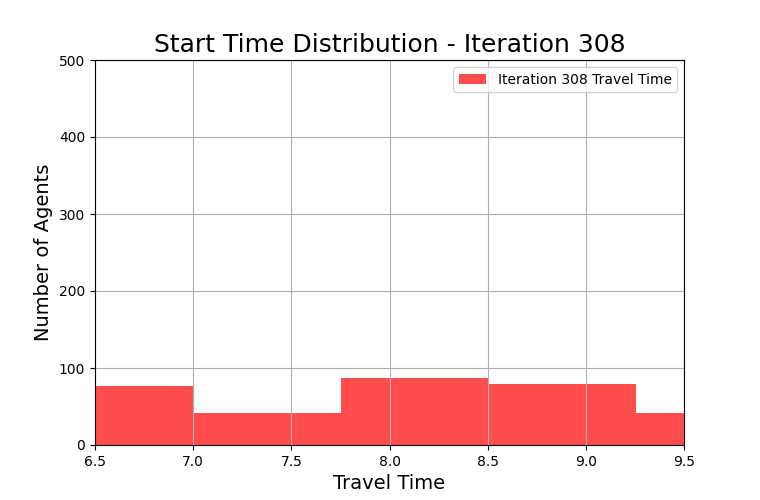 Start Time Distribution - Iteration 308
500
Iteration 308 Travel Time
400
300
200
100
0
Number of Agents
6.5 7.0 7.5 8.0 8.5 9.0 9.5
Travel Time